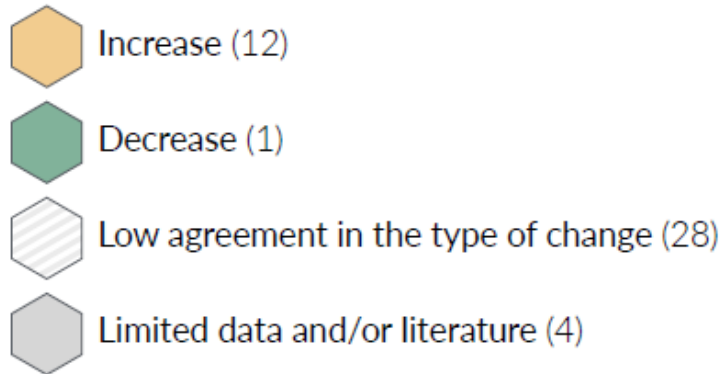 Increase (12)
Decrease (1)
Low agreement in the type of change (28)
Limited data and/or literature (4)